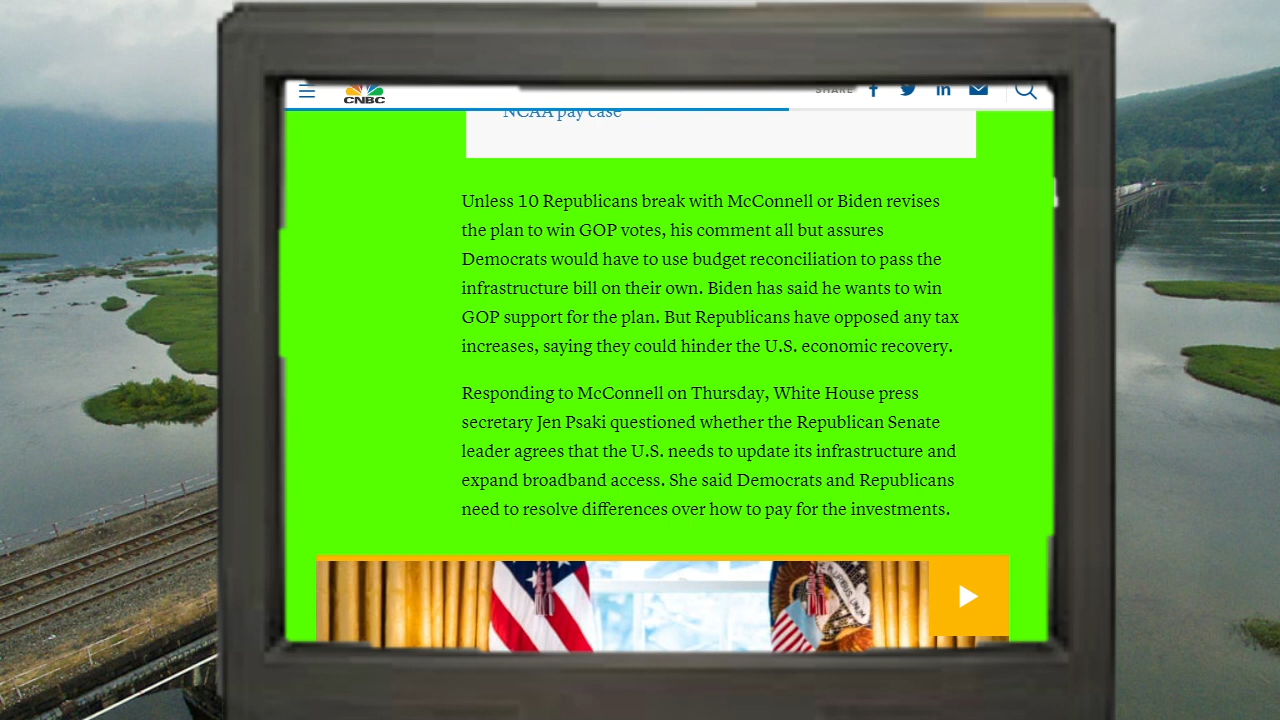 CNBC
SHARE
NCAA pay case
Unless 10 Republicans break with McConnell or Biden revises
the plan to win GOP votes, his comment all but assures
Democrats would have to use budget reconciliation to pass the
infrastructure bill on their own. Biden has said he wants to win
GOP support for the plan. But Republicans have opposed any tax
increases, saying they could hinder the U.S. economic recovery.
Responding to McConnell on Thursday, White House press
secretary Jen Psaki questioned whether the Republican Senate
leader agrees that the U.S. needs to update its infrastructure and
expand broadband access. She said Democrats and Republicans
need to resolve differences over how to pay for the investments.